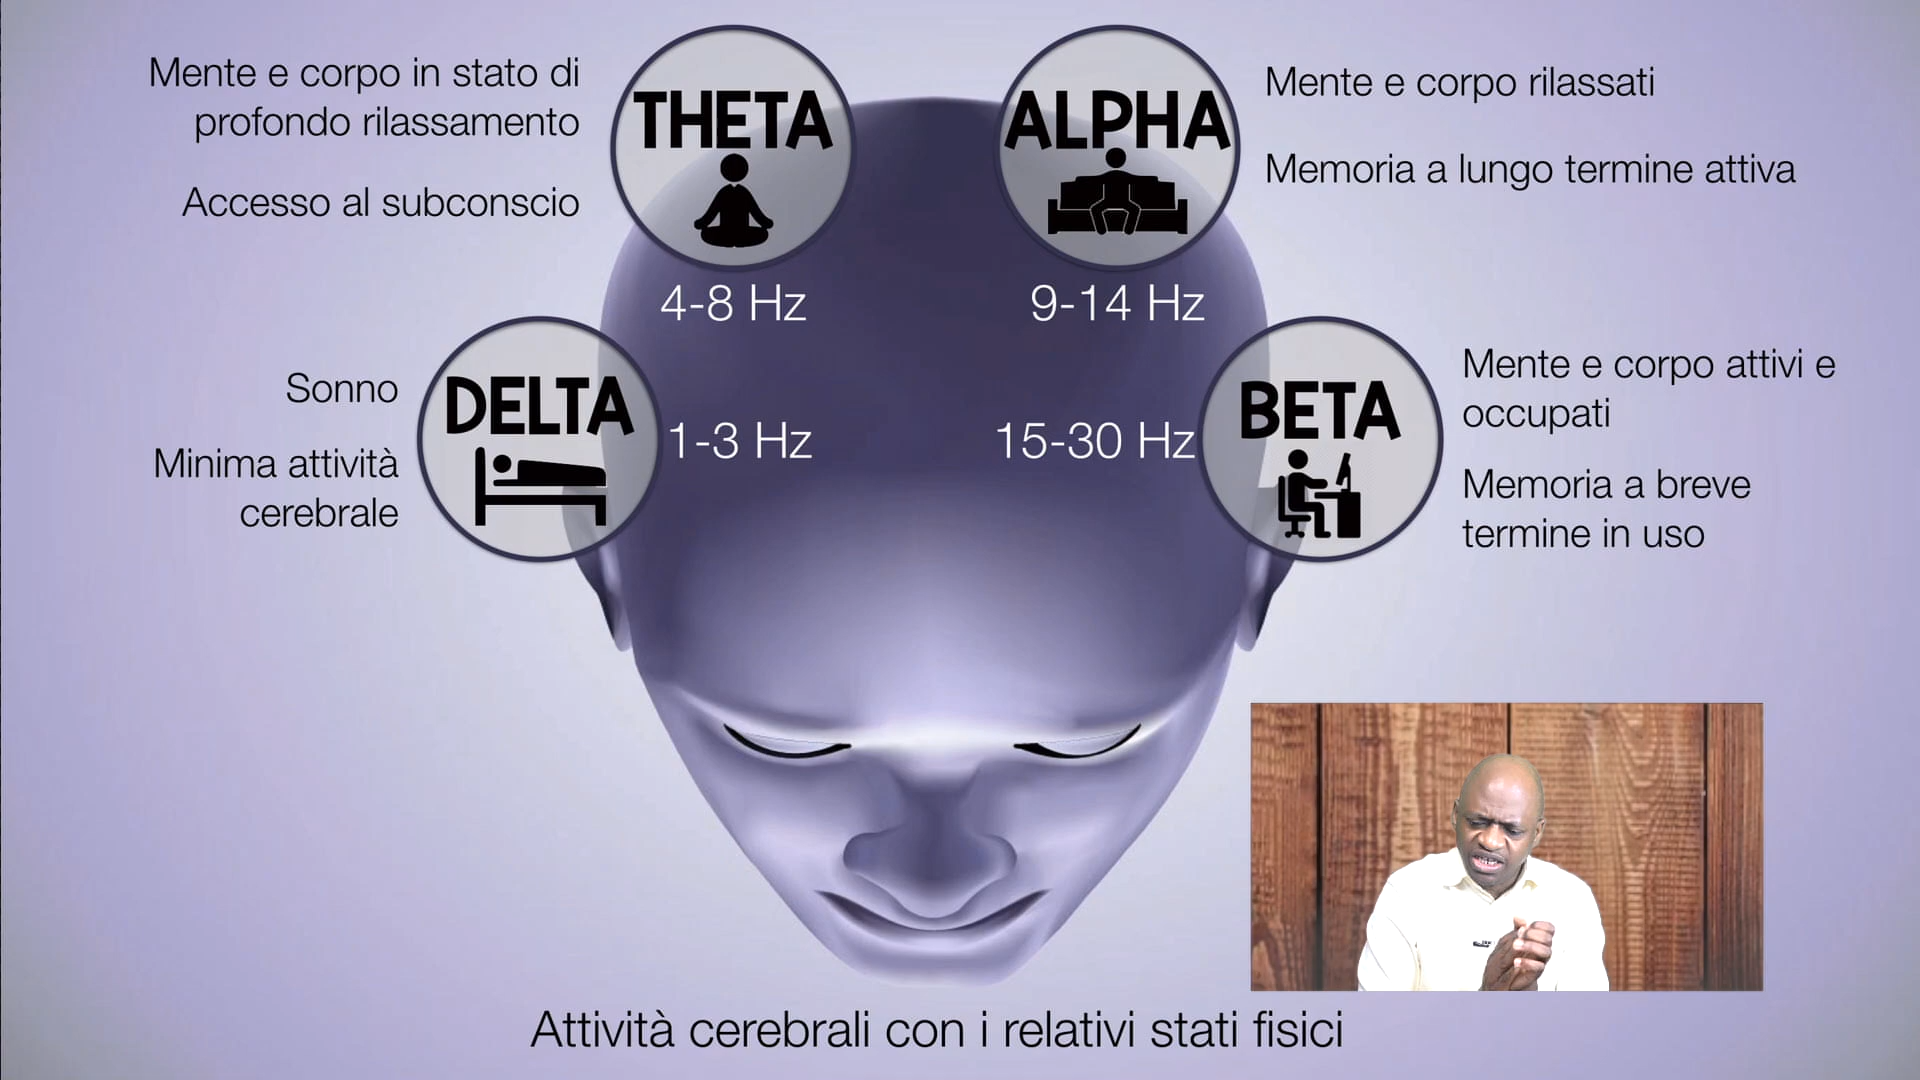 Mente e corpo in stato di
profondo rilassamento
Accesso al subconscio
THETA
4-8 Hz
ALPHA
9-14 Hz
Mente e corpo rilassati
Memoria a lungo termine attiva
Sonno
Minima attività
cerebrale
DELTA
1-3 Hz
15-30 Hz
BETA
Mente e corpo attivi e
occupati
Memoria a breve
termine in uso
Attività cerebrali con i relativi stati fisici